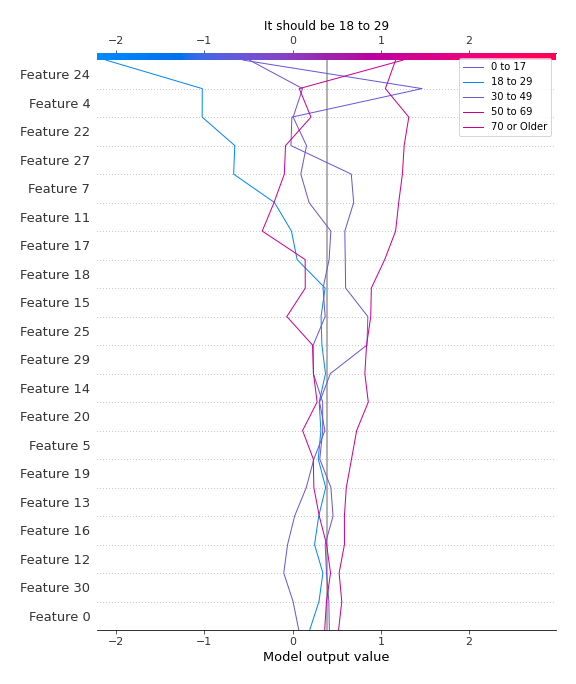 It should be 18 to 29
−2 −1 0 1 2
0 to 17
18 to 29
30 to 49
50 to 69
70 or Older
Feature 24
Feature 4
Feature 22
Feature 27
Feature 7
Feature 11
Feature 17
Feature 18
Feature 15
Feature 25
Feature 29
Feature 14
Feature 20
Feature 5
Feature 19
Feature 13
Feature 16
Feature 12
Feature 30
Feature 0
−2 −1 0 1 2
Model output value